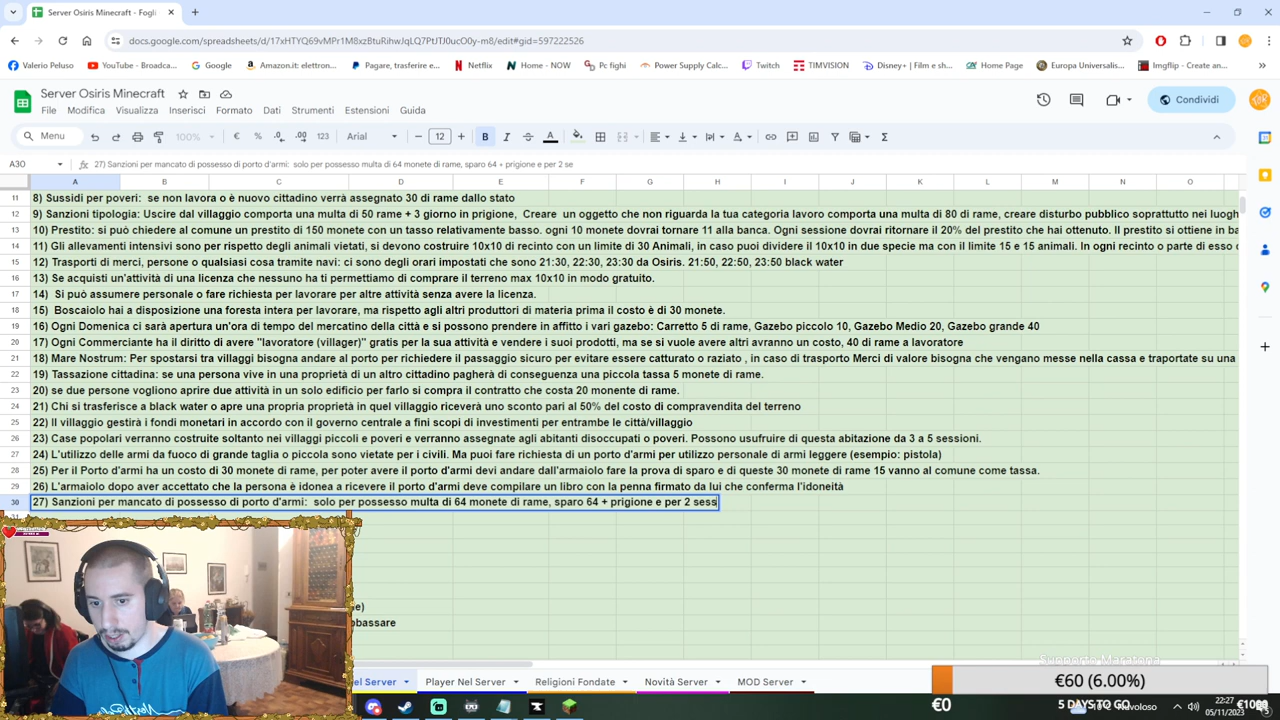 Server Osiris Minecraft - Fogli
docs.google.com/spreadsheets/d/17xHTYQ69vMPr1M8xzBtuRihwJqLQ7PtJTJ0ucO0y-m8/edit#gid=597222526
Valerio Peluso YouTube - Broadca... Google Amazon.it: elettron... Pagare, trasferire e... Netflix Home - NOW Pc fighi Power Supply Calc... Twitch TIMVISION Disney+ | Film e sh... Home Page Europa Universalis... Imgflip - Create an...
Server Osiris Minecraft
File Modifica Visualizza Inserisci Formato Dati Strumenti Estensioni Guida
Condividi
Menu 100% € % .0 .00 123 Arial 12 B I A Σ
A30 fx 27) Sanzioni per mancato di possesso di porto d'armi: solo per possesso multa di 64 monete di rame, sparo 64 + prigione e per 2 se
A B C D E F G H I J K L M N O
11 8) Sussidi per poveri: se non lavora o è nuovo cittadino verrà assegnato 30 di rame dallo stato
12 9) Sanzioni tipologia: Uscire dal villaggio comporta una multa di 50 rame + 3 giorno in prigione, Creare un oggetto che non riguarda la tua categoria lavoro comporta una multa di 80 di rame, creare disturbo pubblico soprattutto nei luogh
13 10) Prestito: si può chiedere al comune un prestito di 150 monete con un tasso relativamente basso. ogni 10 monete dovrai tornare 11 alla banca. Ogni sessione dovrai ritornare il 20% del prestito che hai ottenuto. Il prestito si ottiene in ba
14 11) Gli allevamenti intensivi sono per rispetto degli animali vietati, si devono costruire 10x10 di recinto con un limite di 30 Animali, in caso puoi dividere il 10x10 in due specie ma con il limite 15 e 15 animali. In ogni recinto o parte di esso
15 12) Trasporti di merci, persone o qualsiasi cosa tramite navi: ci sono degli orari impostati che sono 21:30, 22:30, 23:30 da Osiris. 21:50, 22:50, 23:50 black water
16 13) Se acquisti un'attività di una licenza che nessuno ha ti permettiamo di comprare il terreno max 10x10 in modo gratuito.
17 14) Si può assumere personale o fare richiesta per lavorare per altre attività senza avere la licenza.
18 15) Boscaiolo hai a disposizione una foresta intera per lavorare, ma rispetto agli altri produttori di materia prima il costo è di 30 monete.
19 16) Ogni Domenica ci sarà apertura un'ora di tempo del mercatino della città e si possono prendere in affitto i vari gazebo: Carretto 5 di rame, Gazebo piccolo 10, Gazebo Medio 20, Gazebo grande 40
20 17) Ogni Commerciante ha il diritto di avere "lavoratore (villager)" gratis per la sua attività e vendere i suoi prodotti, ma se si vuole avere altri avranno un costo, 40 di rame a lavoratore
21 18) Mare Nostrum: Per spostarsi tra villaggi bisogna andare al porto per richiedere il passaggio sicuro per evitare essere catturato o raziato , in caso di trasporto Merci di valore bisogna che vengano messe nella cassa e traportate su una
22 19) Tassazione cittadina: se una persona vive in una proprietà di un altro cittadino pagherà di conseguenza una piccola tassa 5 monete di rame.
23 20) se due persone vogliono aprire due attività in un solo edificio per farlo si compra il contratto che costa 20 monente di rame.
24 21) Chi si trasferisce a black water o apre una propria proprietà in quel villaggio riceverà uno sconto pari al 50% del costo di compravendita del terreno
25 22) Il villaggio gestirà i fondi monetari in accordo con il governo centrale a fini scopi di investimenti per entrambe le città/villaggio
26 23) Case popolari verranno costruite soltanto nei villaggi piccoli e poveri e verranno assegnate agli abitanti disoccupati o poveri. Possono usufruire di questa abitazione da 3 a 5 sessioni.
27 24) L'utilizzo delle armi da fuoco di grande taglia o piccola sono vietate per i civili. Ma puoi fare richiesta di un porto d'armi per utilizzo personale di armi leggere (esempio: pistola)
28 25) Per il Porto d'armi ha un costo di 30 monete di rame, per poter avere il porto d'armi devi andare dall'armaiolo fare la prova di sparo e di queste 30 monete di rame 15 vanno al comune come tassa.
29 26) L'armaiolo dopo aver accettato che la persona è idonea a ricevere il porto d'armi deve compilare un libro con la penna firmato da lui che conferma l'idoneità
30 27) Sanzioni per mancato di possesso di porto d'armi: solo per possesso multa di 64 monete di rame, sparo 64 + prigione e per 2 sess
e)
bbassare
Supporto Maratona
el Server Player Nel Server Religioni Fondate Novità Server MOD Server
€60 (6.00%)
€0 5 DAYS TO GO
22:27
05/11/2023